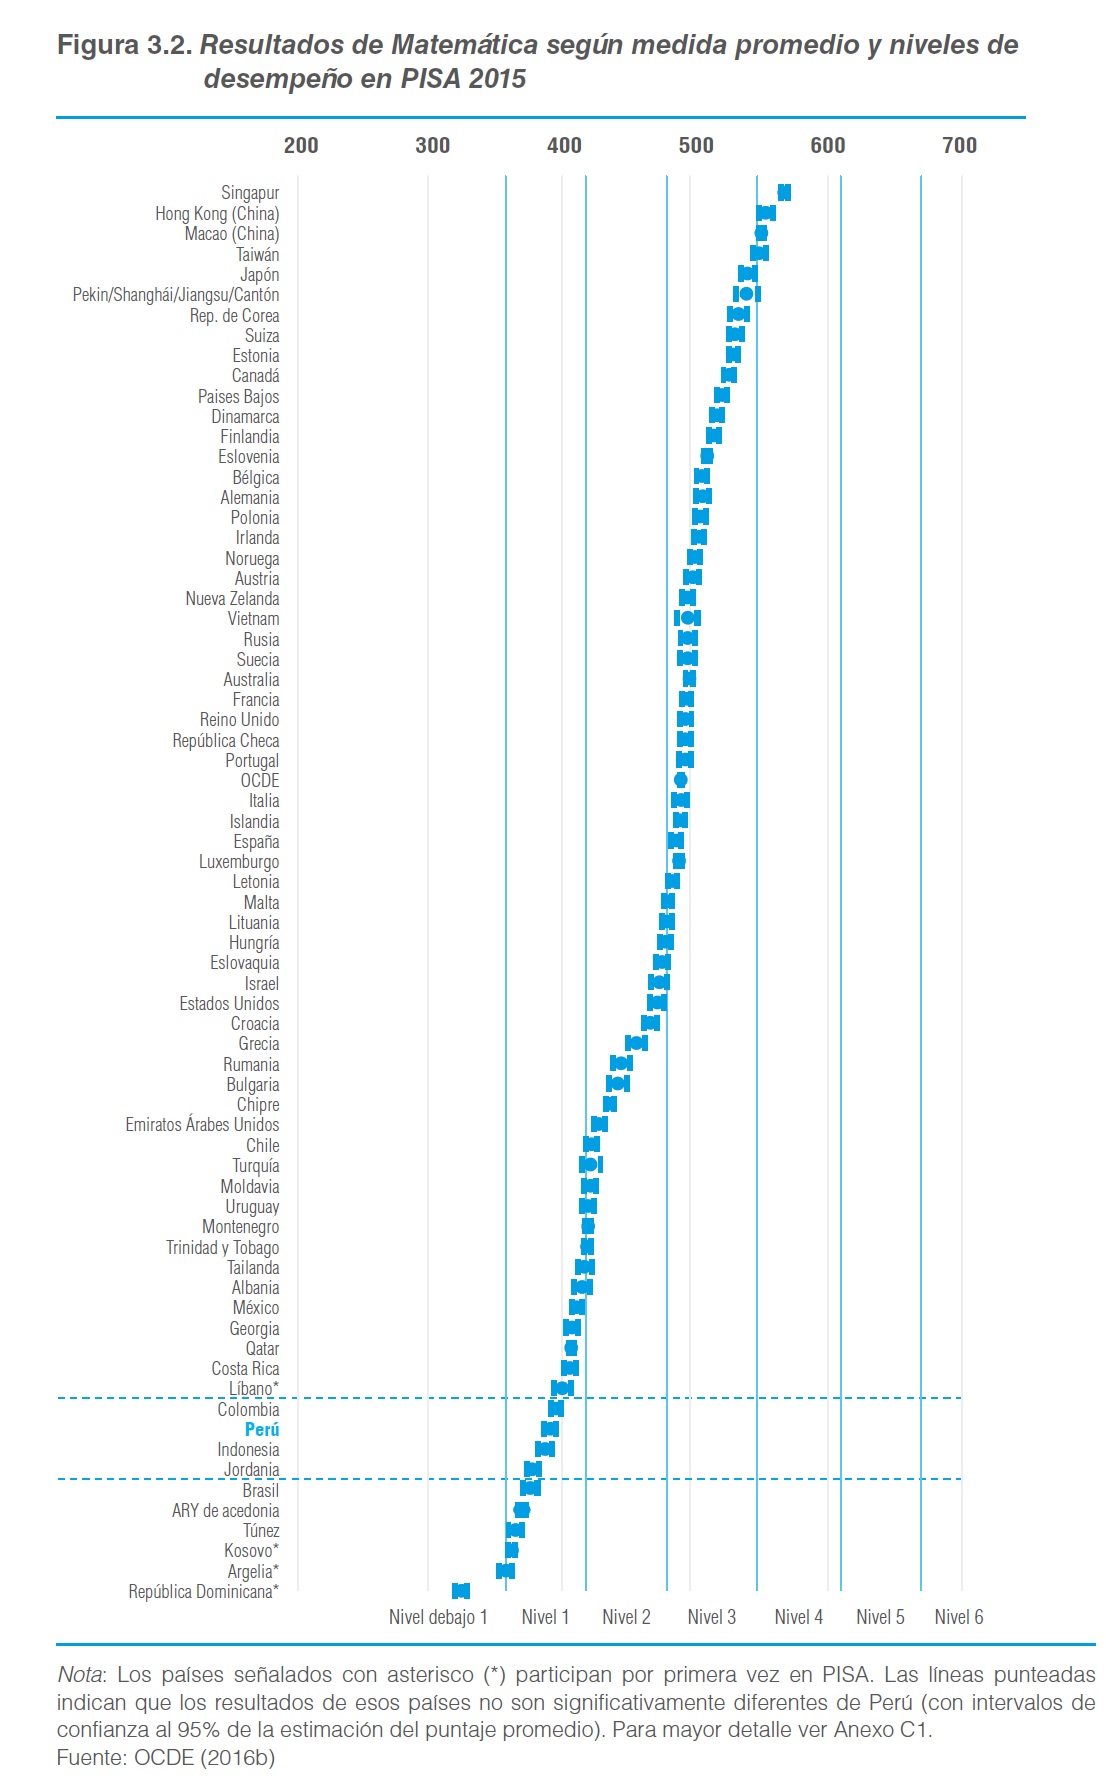 Figura 3.2. Resultados de Matemática según medida promedio y niveles de
desempeño en PISA 2015
200 300 400 500 600 700
Singapur
Hong Kong (China)
Macao (China)
Taiwán
Japón
Pekin/Shanghái/Jiangsu/Cantón
Rep. de Corea
Suiza
Estonia
Canadá
Paises Bajos
Dinamarca
Finlandia
Eslovenia
Bélgica
Alemania
Polonia
Irlanda
Noruega
Austria
Nueva Zelanda
Vietnam
Rusia
Suecia
Australia
Francia
Reino Unido
República Checa
Portugal
OCDE
Italia
Islandia
España
Luxemburgo
Letonia
Malta
Lituania
Hungría
Eslovaquia
Israel
Estados Unidos
Croacia
Grecia
Rumania
Bulgaria
Chipre
Emiratos Árabes Unidos
Chile
Turquía
Moldavia
Uruguay
Montenegro
Trinidad y Tobago
Tailanda
Albania
México
Georgia
Qatar
Costa Rica
Líbano*
Colombia
Perú
Indonesia
Jordania
Brasil
ARY de acedonia
Túnez
Kosovo*
Argelia*
República Dominicana*
Nivel debajo 1 Nivel 1 Nivel 2 Nivel 3 Nivel 4 Nivel 5 Nivel 6
Nota: Los países señalados con asterisco (*) participan por primera vez en PISA. Las líneas punteadas
indican que los resultados de esos países no son significativamente diferentes de Perú (con intervalos de
confianza al 95% de la estimación del puntaje promedio). Para mayor detalle ver Anexo C1.
Fuente: OCDE (2016b)